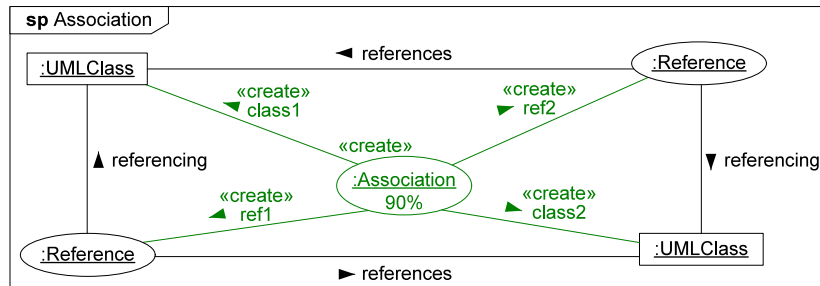 sp Association
◄ references
:UMLClass
:Reference
«create»
class1
«create»
ref2
«create»
▲ referencing
▼ referencing
:Association
90%
«create»
ref1
«create»
class2
:Reference
:UMLClass
► references